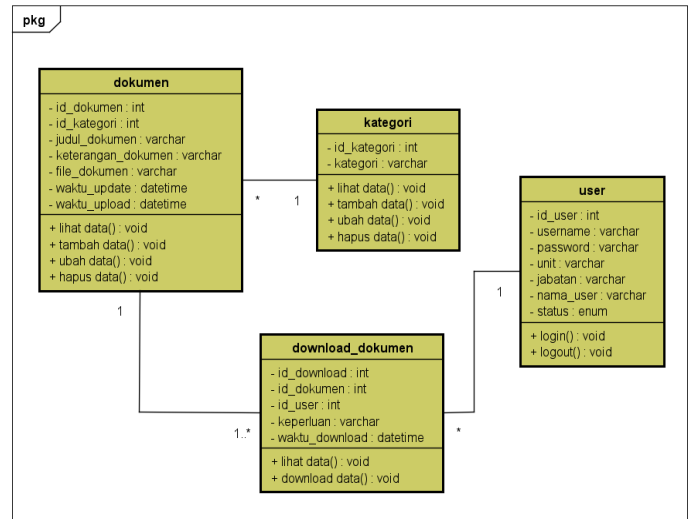 pkg
dokumen
- id_dokumen : int
- id_kategori : int
- judul_dokumen : varchar
- keterangan_dokumen : varchar
- file_dokumen : varchar
- waktu_update : datetime
- waktu_upload : datetime
+ lihat data() : void
+ tambah data() : void
+ ubah data() : void
+ hapus data() : void
*
1
kategori
- id_kategori : int
- kategori : varchar
+ lihat data() : void
+ tambah data() : void
+ ubah data() : void
+ hapus data() : void
user
- id_user : int
- username : varchar
- password : varchar
- unit : varchar
- jabatan : varchar
- nama_user : varchar
- status : enum
+ login() : void
+ logout() : void
1
1
download_dokumen
- id_download : int
- id_dokumen : int
- id_user : int
- keperluan : varchar
- waktu_download : datetime
+ lihat data() : void
+ download data() : void
1..*
*